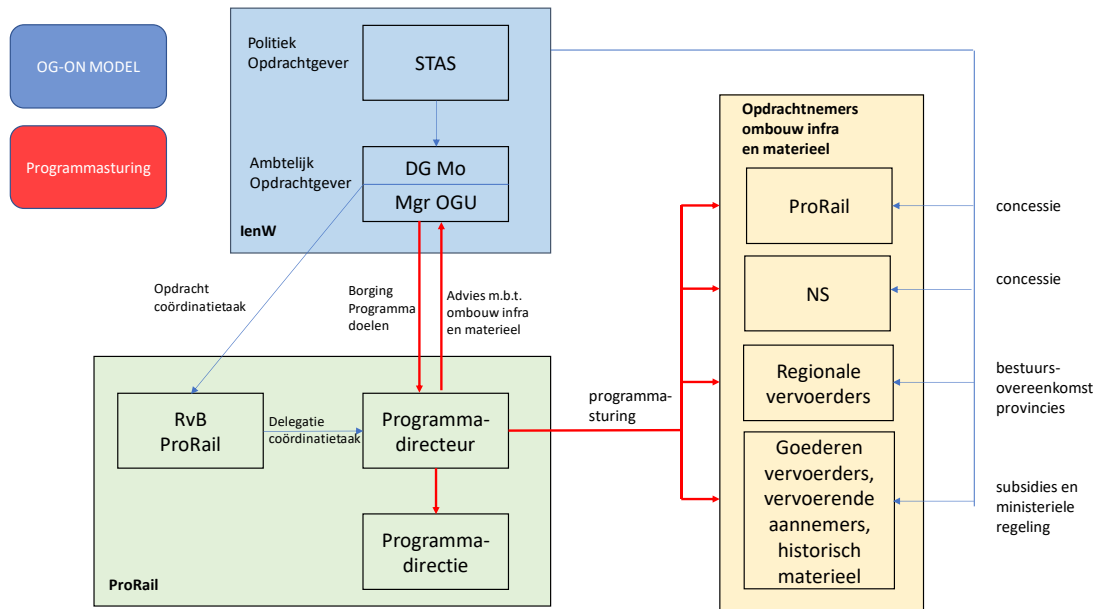 OG-ON MODEL
Programmasturing
Politiek
Opdrachtgever
STAS
Ambtelijk
Opdrachtgever
DG Mo
Mgr OGU
IenW
Opdracht
coördinatietaak
Borging
Programma
doelen
Advies m.b.t.
ombouw infra
en materieel
RvB
ProRail
Delegatie
coördinatietaak
Programma-
directeur
Programma-
directie
ProRail
programma-
sturing
Opdrachtnemers
ombouw infra
en materieel
ProRail
NS
Regionale
vervoerders
Goederen
vervoerders,
vervoerende
aannemers,
historisch
materieel
concessie
concessie
bestuurs-
overeenkomst
provincies
subsidies en
ministeriele
regeling